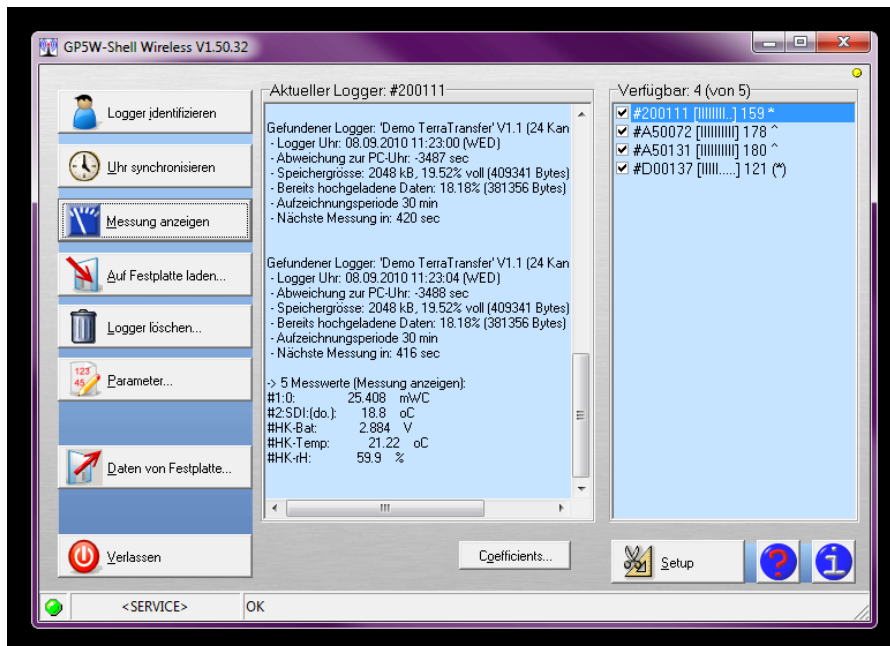 GP5W-Shell Wireless V1.50.32
Logger identifizieren
Uhr synchronisieren
Messung anzeigen
Auf Festplatte laden...
Logger löschen...
123
45
Parameter...
Daten von Festplatte...
Verlassen
Aktueller Logger: #200111
Gefundener Logger: 'Demo TerraTransfer' V1.1 (24 Kan
- Logger Uhr: 08.09.2010 11:23:00 (WED)
- Abweichung zur PC-Uhr: -3487 sec
- Speichergrösse: 2048 kB, 19.52% voll (409341 Bytes)
- Bereits hochgeladene Daten: 18.18% (381356 Bytes)
- Aufzeichnungsperiode 30 min
- Nächste Messung in: 420 sec
Gefundener Logger: 'Demo TerraTransfer' V1.1 (24 Kan
- Logger Uhr: 08.09.2010 11:23:04 (WED)
- Abweichung zur PC-Uhr: -3488 sec
- Speichergrösse: 2048 kB, 19.52% voll (409341 Bytes)
- Bereits hochgeladene Daten: 18.18% (381356 Bytes)
- Aufzeichnungsperiode 30 min
- Nächste Messung in: 416 sec
-> 5 Messwerte (Messung anzeigen):
#1:0: 25.408 mWC
#2:SDI:(do.): 18.8 oC
#HK-Bat: 2.884 V
#HK-Temp: 21.22 oC
#HK-rH: 59.9 %
Coefficients...
Verfügbar: 4 (von 5)
#200111 [IIIIIIII..] 159 *
#A50072 [IIIIIIIIII] 178 ^
#A50131 [IIIIIIIIII] 180 ^
#D00137 [IIIII.....] 121 (*)
Setup
?
i
<SERVICE>
OK